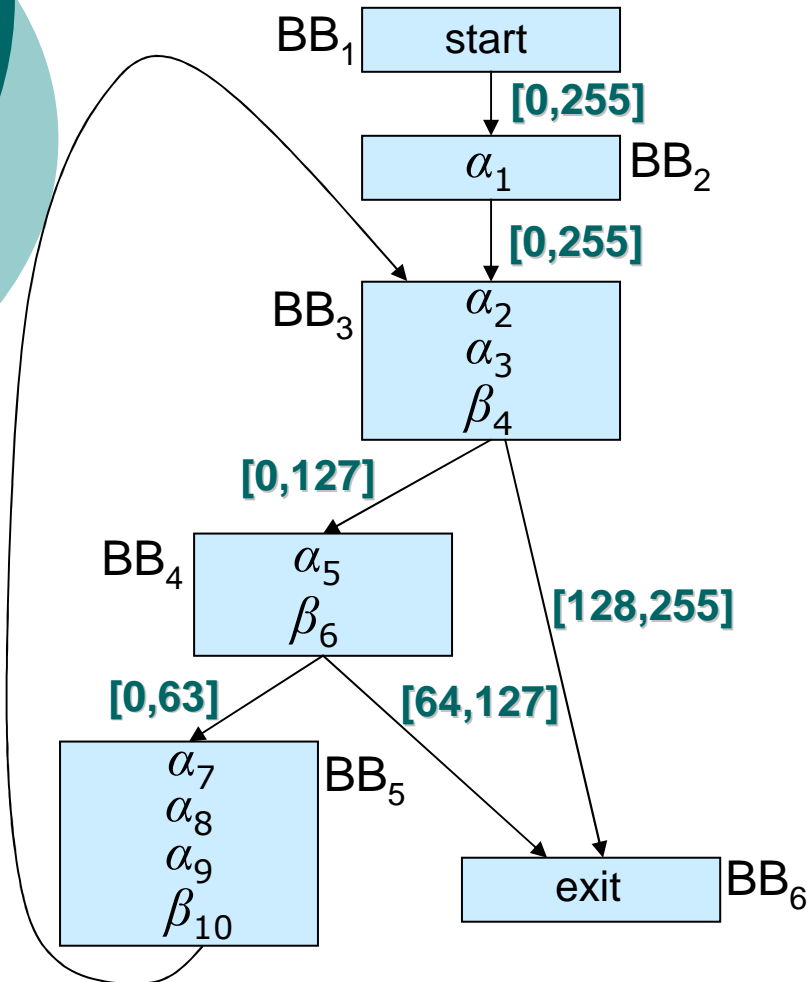 BB₁
start
[0,255]
α₁
BB₂
[0,255]
BB₃
α₂
α₃
β₄
[0,127]
BB₄
α₅
β₆
[128,255]
[0,63]
[64,127]
α₇
α₈
α₉
β₁₀
BB₅
exit
BB₆